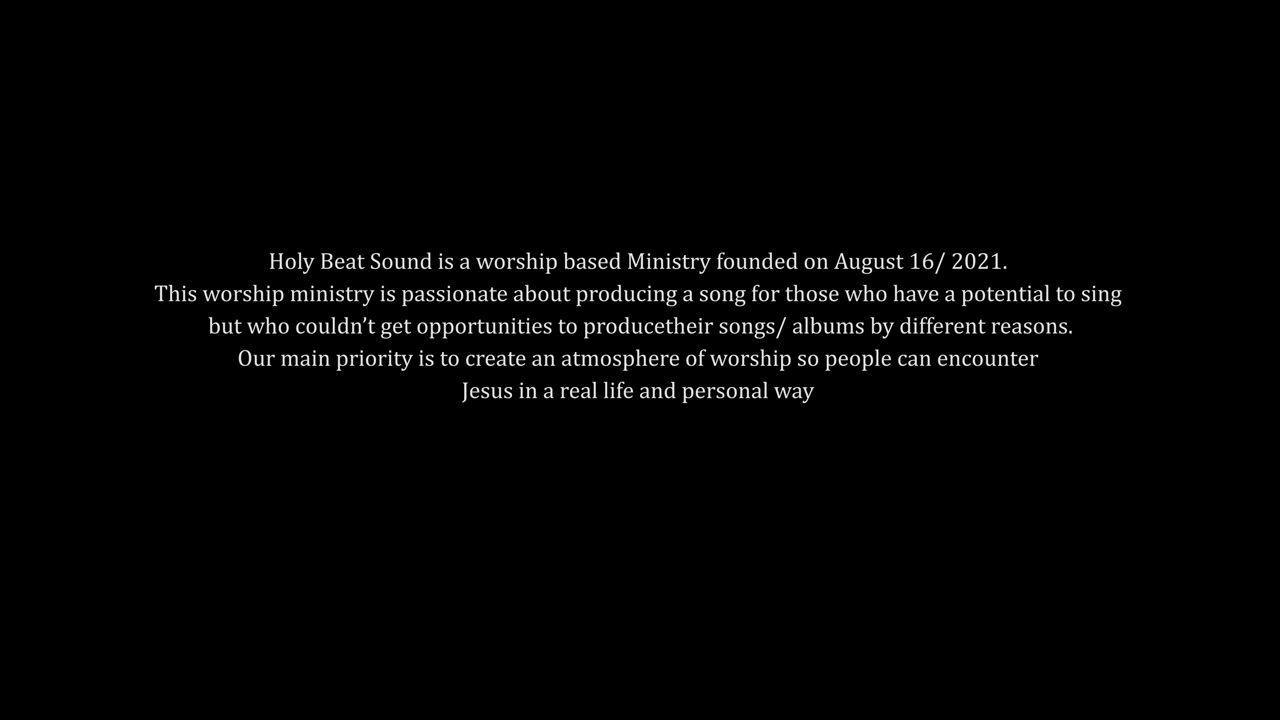 Holy Beat Sound is a worship based Ministry founded on August 16/ 2021.
This worship ministry is passionate about producing a song for those who have a potential to sing
but who couldn’t get opportunities to producetheir songs/ albums by different reasons.
Our main priority is to create an atmosphere of worship so people can encounter
Jesus in a real life and personal way